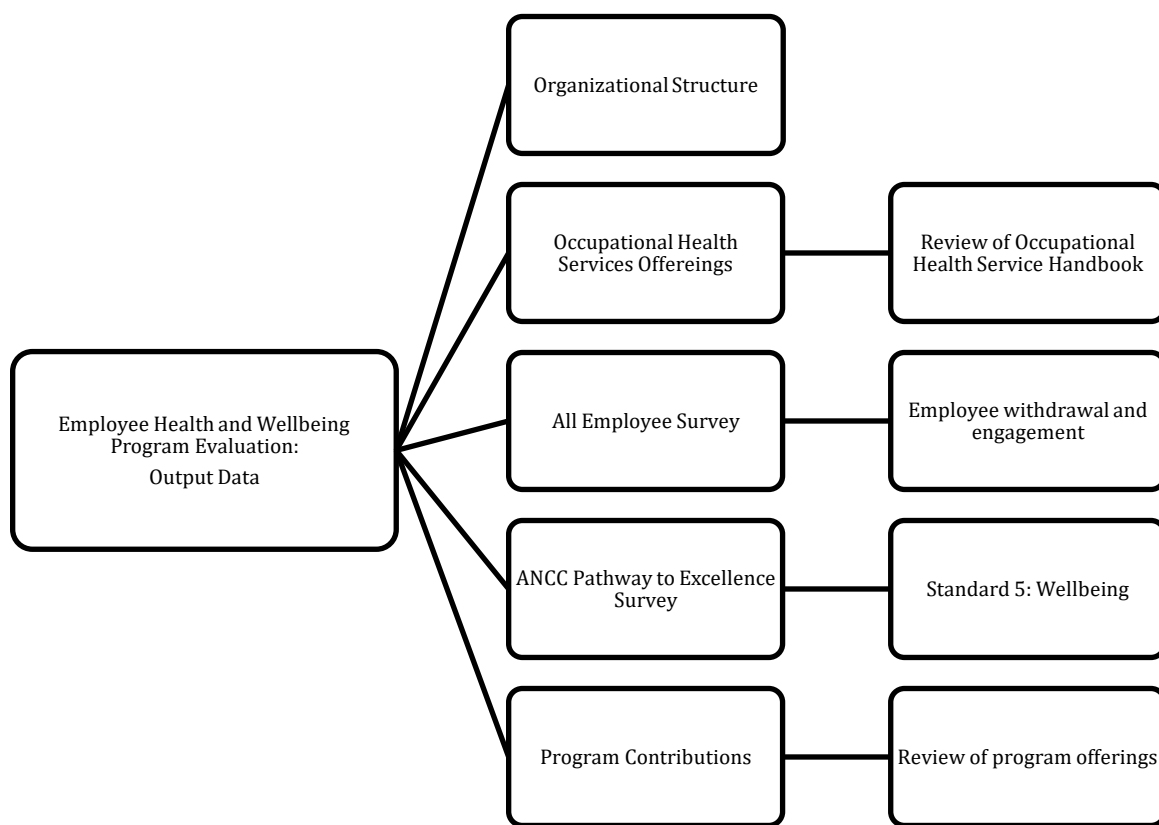 Organizational Structure
Occupational Health
Services Offereings
Review of Occupational
Health Service Handbook
Employee Health and Wellbeing
Program Evaluation:
Output Data
All Employee Survey
Employee withdrawal and
engagement
ANCC Pathway to Excellence
Survey
Standard 5: Wellbeing
Program Contributions
Review of program offerings